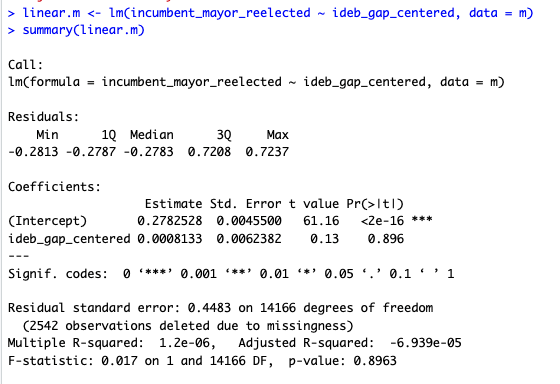 > linear.m <- lm(incumbent_mayor_reelected ~ ideb_gap_centered, data = m)
> summary(linear.m)

Call:
lm(formula = incumbent_mayor_reelected ~ ideb_gap_centered, data = m)

Residuals:
    Min      1Q  Median      3Q     Max
-0.2813 -0.2787 -0.2783  0.7208  0.7237

Coefficients:
                   Estimate Std. Error t value Pr(>|t|)
(Intercept)       0.2782528  0.0045500   61.16   <2e-16 ***
ideb_gap_centered 0.0008133  0.0062382    0.13    0.896
---
Signif. codes:  0 ‘***’ 0.001 ‘**’ 0.01 ‘*’ 0.05 ‘.’ 0.1 ‘ ’ 1

Residual standard error: 0.4483 on 14166 degrees of freedom
  (2542 observations deleted due to missingness)
Multiple R-squared:  1.2e-06,	Adjusted R-squared:  -6.939e-05
F-statistic: 0.017 on 1 and 14166 DF,  p-value: 0.8963